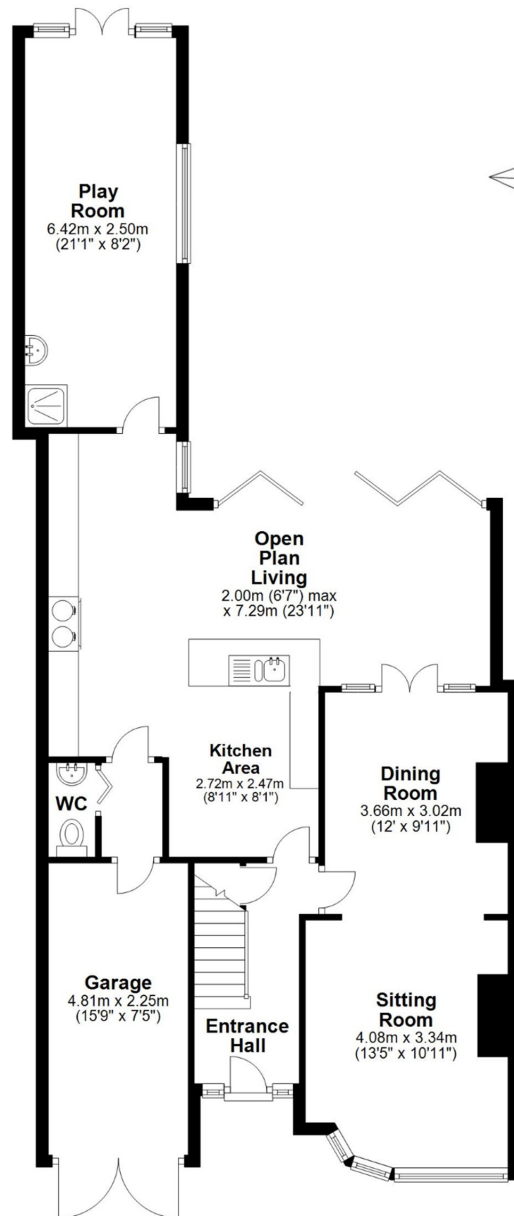 Play
Room
6.42m x 2.50m
(21'1" x 8'2")
Open
Plan
Living
2.00m (6'7") max
x 7.29m (23'11")
Kitchen
Area
2.72m x 2.47m
(8'11" x 8'1")
Dining
Room
3.66m x 3.02m
(12' x 9'11")
WC
Garage
4.81m x 2.25m
(15'9" x 7'5")
Entrance
Hall
Sitting
Room
4.08m x 3.34m
(13'5" x 10'11")